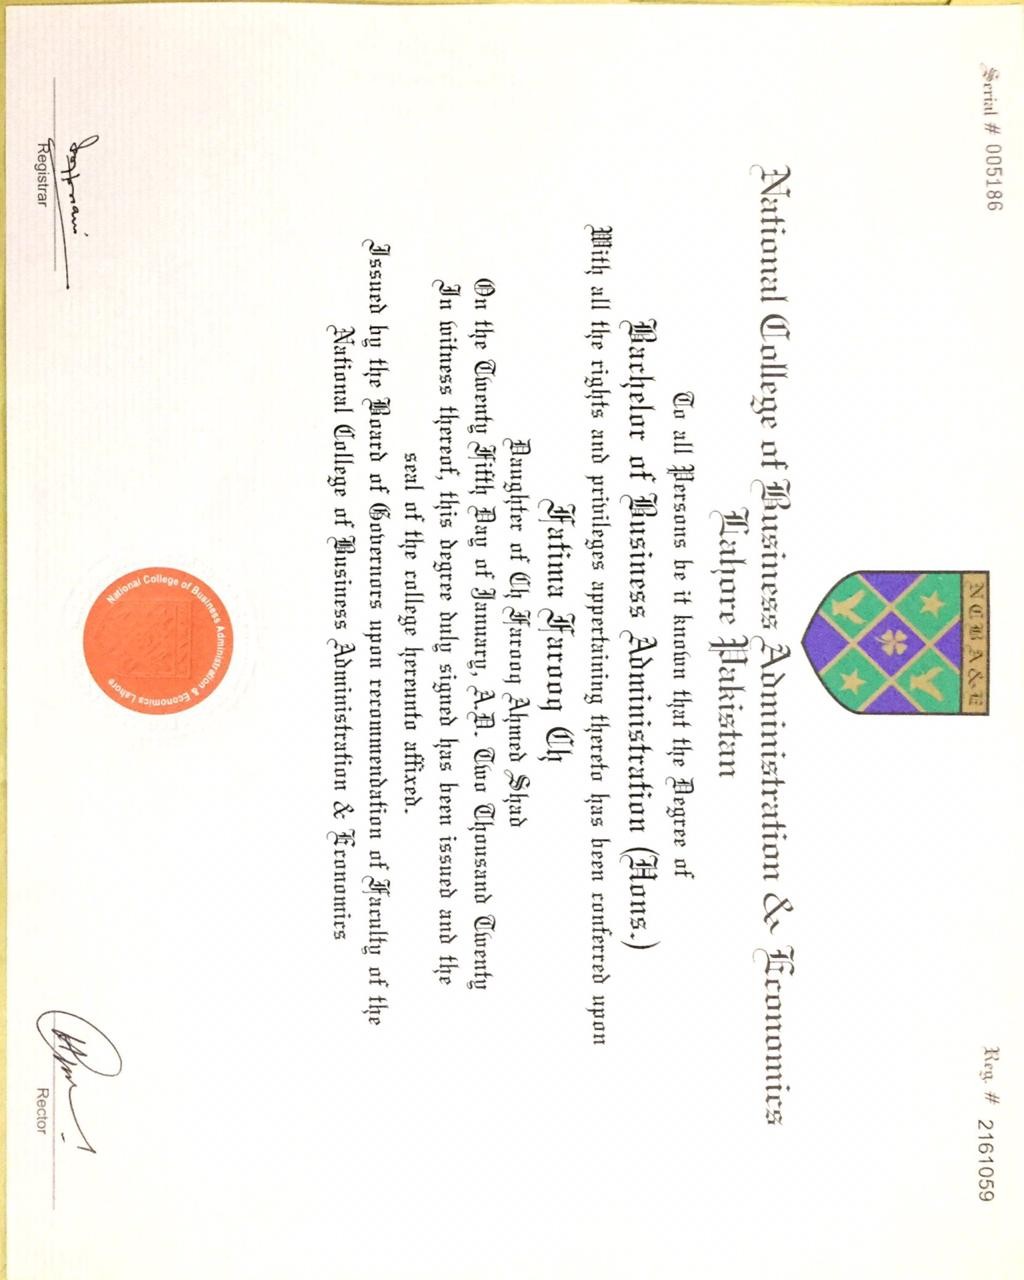 Serial # 005186
Reg. # 2161059
NCBA&E
National College of Business Administration & Economics
Lahore Pakistan
To all Persons be it known that the Degree of
Bachelor of Business Administration (Hons.)
With all the rights and privileges appertaining thereto has been conferred upon
Fatima Farooq Ch
Daughter of Ch Farooq Ahmed Shad
On the Twenty Fifth Day of January, A.D. Two Thousand Twenty
In witness thereof, this degree duly signed has been issued and the
seal of the college hereunto affixed.
Issued by the Board of Governors upon recommendation of Faculty of the
National College of Business Administration & Economics
National College of Business Administration & Economics Lahore
Registrar
Rector